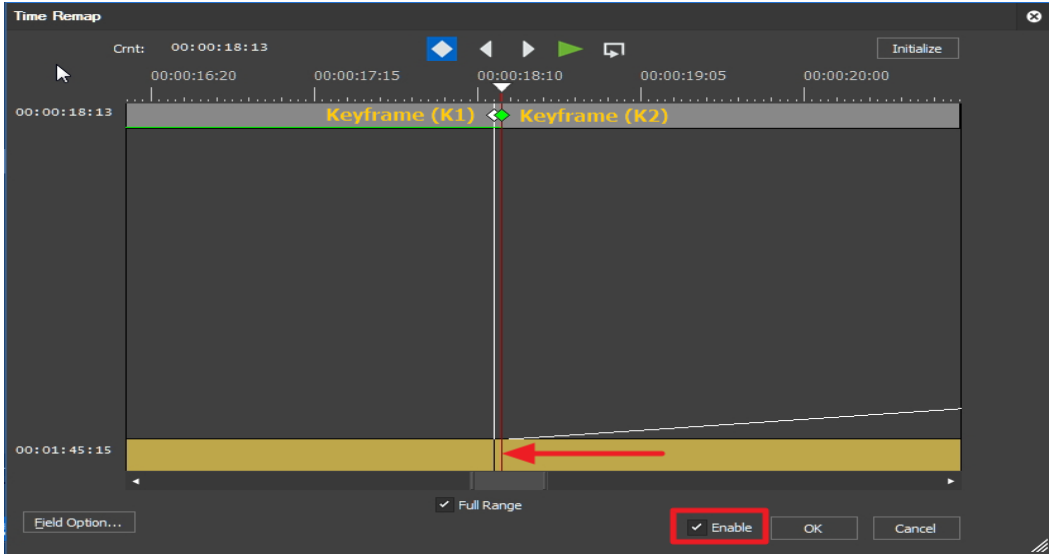 Time Remap
Crnt: 00:00:18:13
Initialize
00:00:16:20 00:00:17:15 00:00:18:10 00:00:19:05 00:00:20:00
00:00:18:13
Keyframe (K1) Keyframe (K2)
00:01:45:15
Full Range
Field Option...
Enable
OK
Cancel